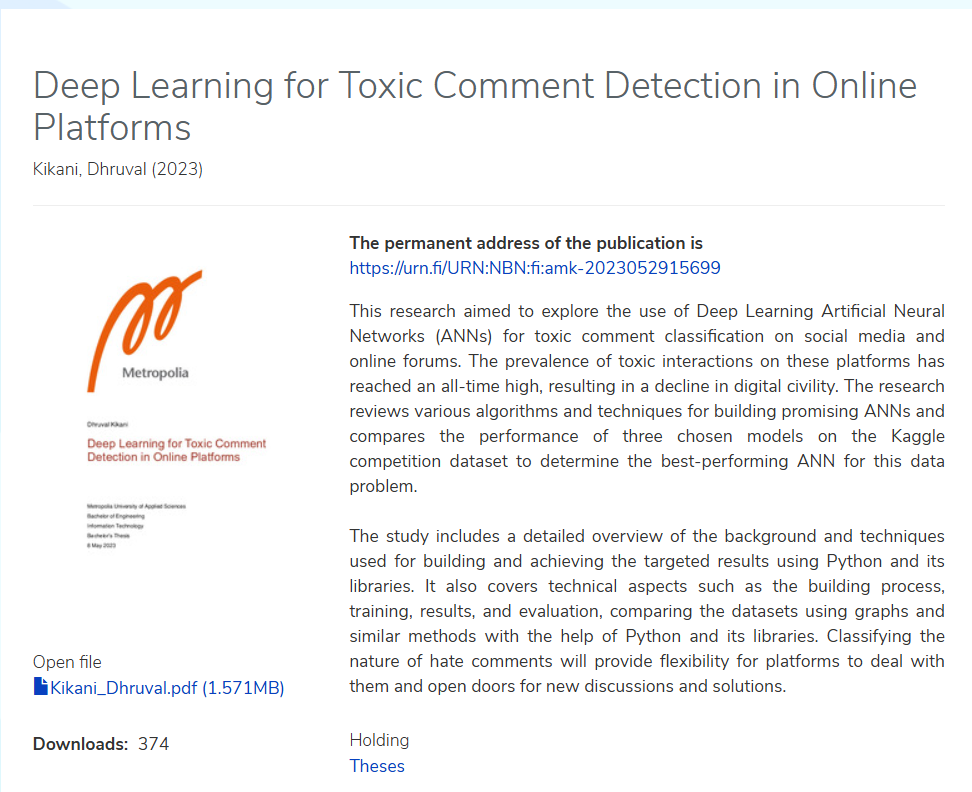 Deep Learning for Toxic Comment Detection in Online
Platforms
Kikani, Dhruval (2023)
Metropolia
Dhruval Kikani
Deep Learning for Toxic Comment
Detection in Online Platforms
Metropolia University of Applied Sciences
Bachelor of Engineering
Information Technology
Bachelor's Thesis
6 May 2023
Open file
Kikani_Dhruval.pdf (1.571MB)
Downloads: 374
The permanent address of the publication is
https://urn.fi/URN:NBN:fi:amk-2023052915699
This research aimed to explore the use of Deep Learning Artificial Neural
Networks (ANNs) for toxic comment classification on social media and
online forums. The prevalence of toxic interactions on these platforms has
reached an all-time high, resulting in a decline in digital civility. The research
reviews various algorithms and techniques for building promising ANNs and
compares the performance of three chosen models on the Kaggle
competition dataset to determine the best-performing ANN for this data
problem.
The study includes a detailed overview of the background and techniques
used for building and achieving the targeted results using Python and its
libraries. It also covers technical aspects such as the building process,
training, results, and evaluation, comparing the datasets using graphs and
similar methods with the help of Python and its libraries. Classifying the
nature of hate comments will provide flexibility for platforms to deal with
them and open doors for new discussions and solutions.
Holding
Theses